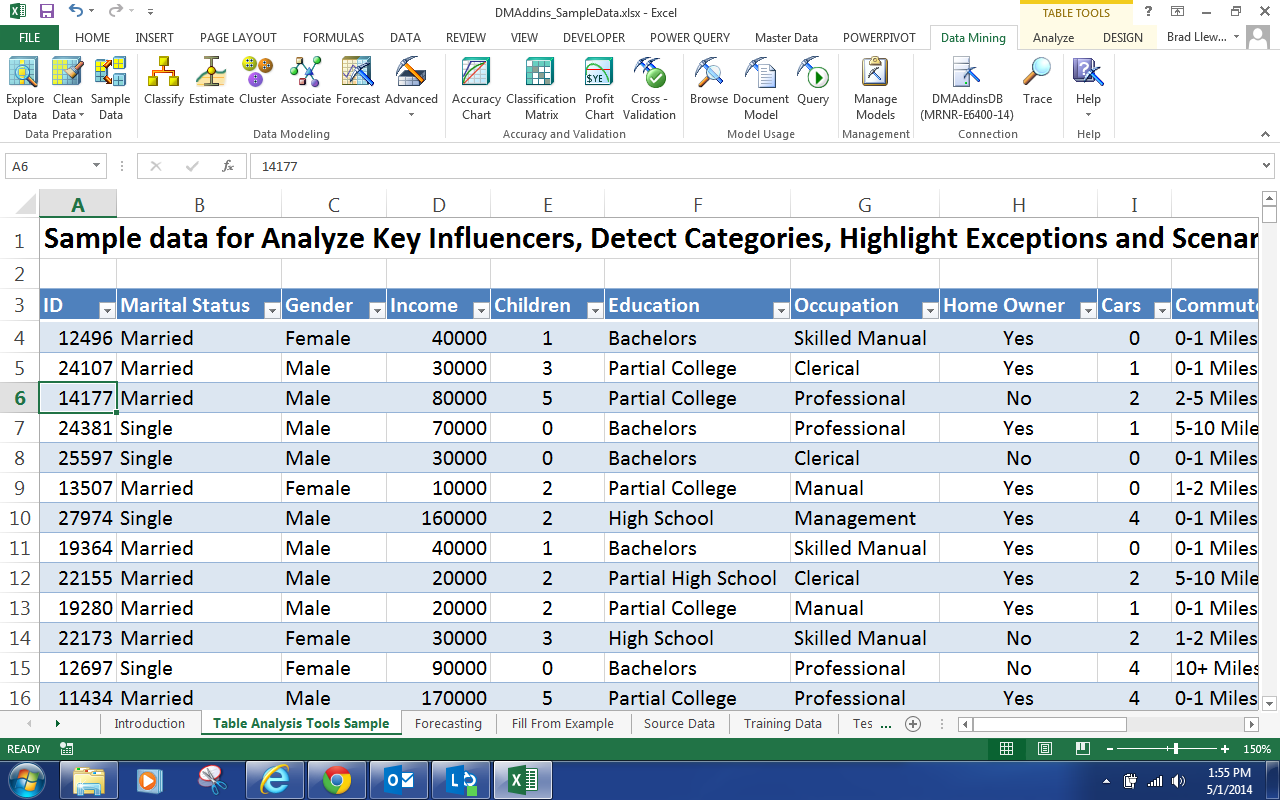 DMAddins_SampleData.xlsx - Excel
TABLE TOOLS
FILE HOME INSERT PAGE LAYOUT FORMULAS DATA REVIEW VIEW DEVELOPER POWER QUERY Master Data POWERPIVOT Data Mining Analyze DESIGN Brad Llew...
Explore Data
Clean Data
Sample Data
Classify Estimate Cluster Associate Forecast Advanced
Accuracy Chart
Classification Matrix
Profit Chart
Cross - Validation
Browse
Document Model
Query
Manage Models
DMAddinsDB (MRNR-E6400-14)
Trace
Help
Data Preparation Data Modeling Accuracy and Validation Model Usage Management Connection Help
A6 fx 14177
A B C D E F G H I
1 Sample data for Analyze Key Influencers, Detect Categories, Highlight Exceptions and Scenar
2
3 ID Marital Status Gender Income Children Education Occupation Home Owner Cars Commute
4 12496 Married Female 40000 1 Bachelors Skilled Manual Yes 0 0-1 Miles
5 24107 Married Male 30000 3 Partial College Clerical Yes 1 0-1 Miles
6 14177 Married Male 80000 5 Partial College Professional No 2 2-5 Miles
7 24381 Single Male 70000 0 Bachelors Professional Yes 1 5-10 Mile
8 25597 Single Male 30000 0 Bachelors Clerical No 0 0-1 Miles
9 13507 Married Female 10000 2 Partial College Manual Yes 0 1-2 Miles
10 27974 Single Male 160000 2 High School Management Yes 4 0-1 Miles
11 19364 Married Male 40000 1 Bachelors Skilled Manual Yes 0 0-1 Miles
12 22155 Married Male 20000 2 Partial High School Clerical Yes 2 5-10 Mile
13 19280 Married Male 20000 2 Partial College Manual Yes 1 0-1 Miles
14 22173 Married Female 30000 3 High School Skilled Manual No 2 1-2 Miles
15 12697 Single Female 90000 0 Bachelors Professional No 4 10+ Miles
16 11434 Married Male 170000 5 Partial College Professional Yes 4 0-1 Miles
Introduction Table Analysis Tools Sample Forecasting Fill From Example Source Data Training Data Tes ...
READY 150%
1:55 PM
5/1/2014